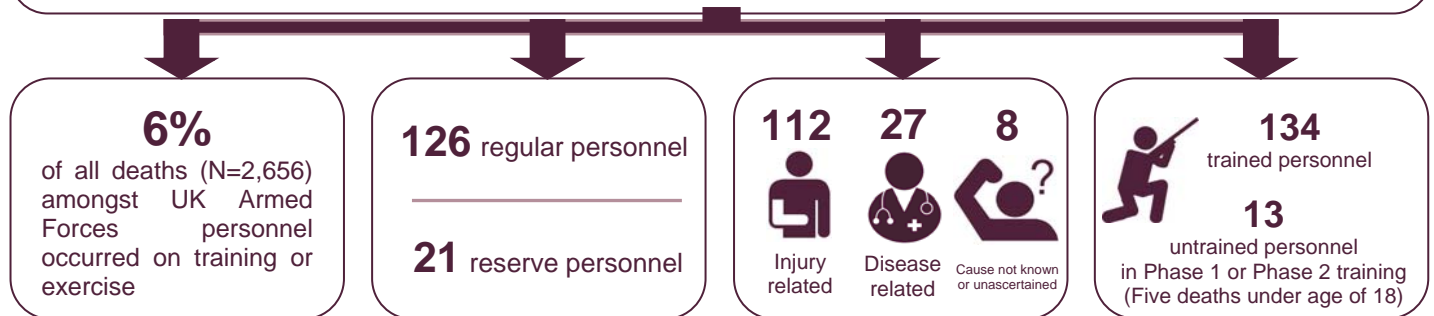 6%
of all deaths (N=2,656)
amongst UK Armed
Forces personnel
occurred on training or
exercise
126 regular personnel
21 reserve personnel
112
27
8
?
Injury
related
Disease
related
Cause not known
or unascertained
134
trained personnel
13
untrained personnel
in Phase 1 or Phase 2 training
(Five deaths under age of 18)